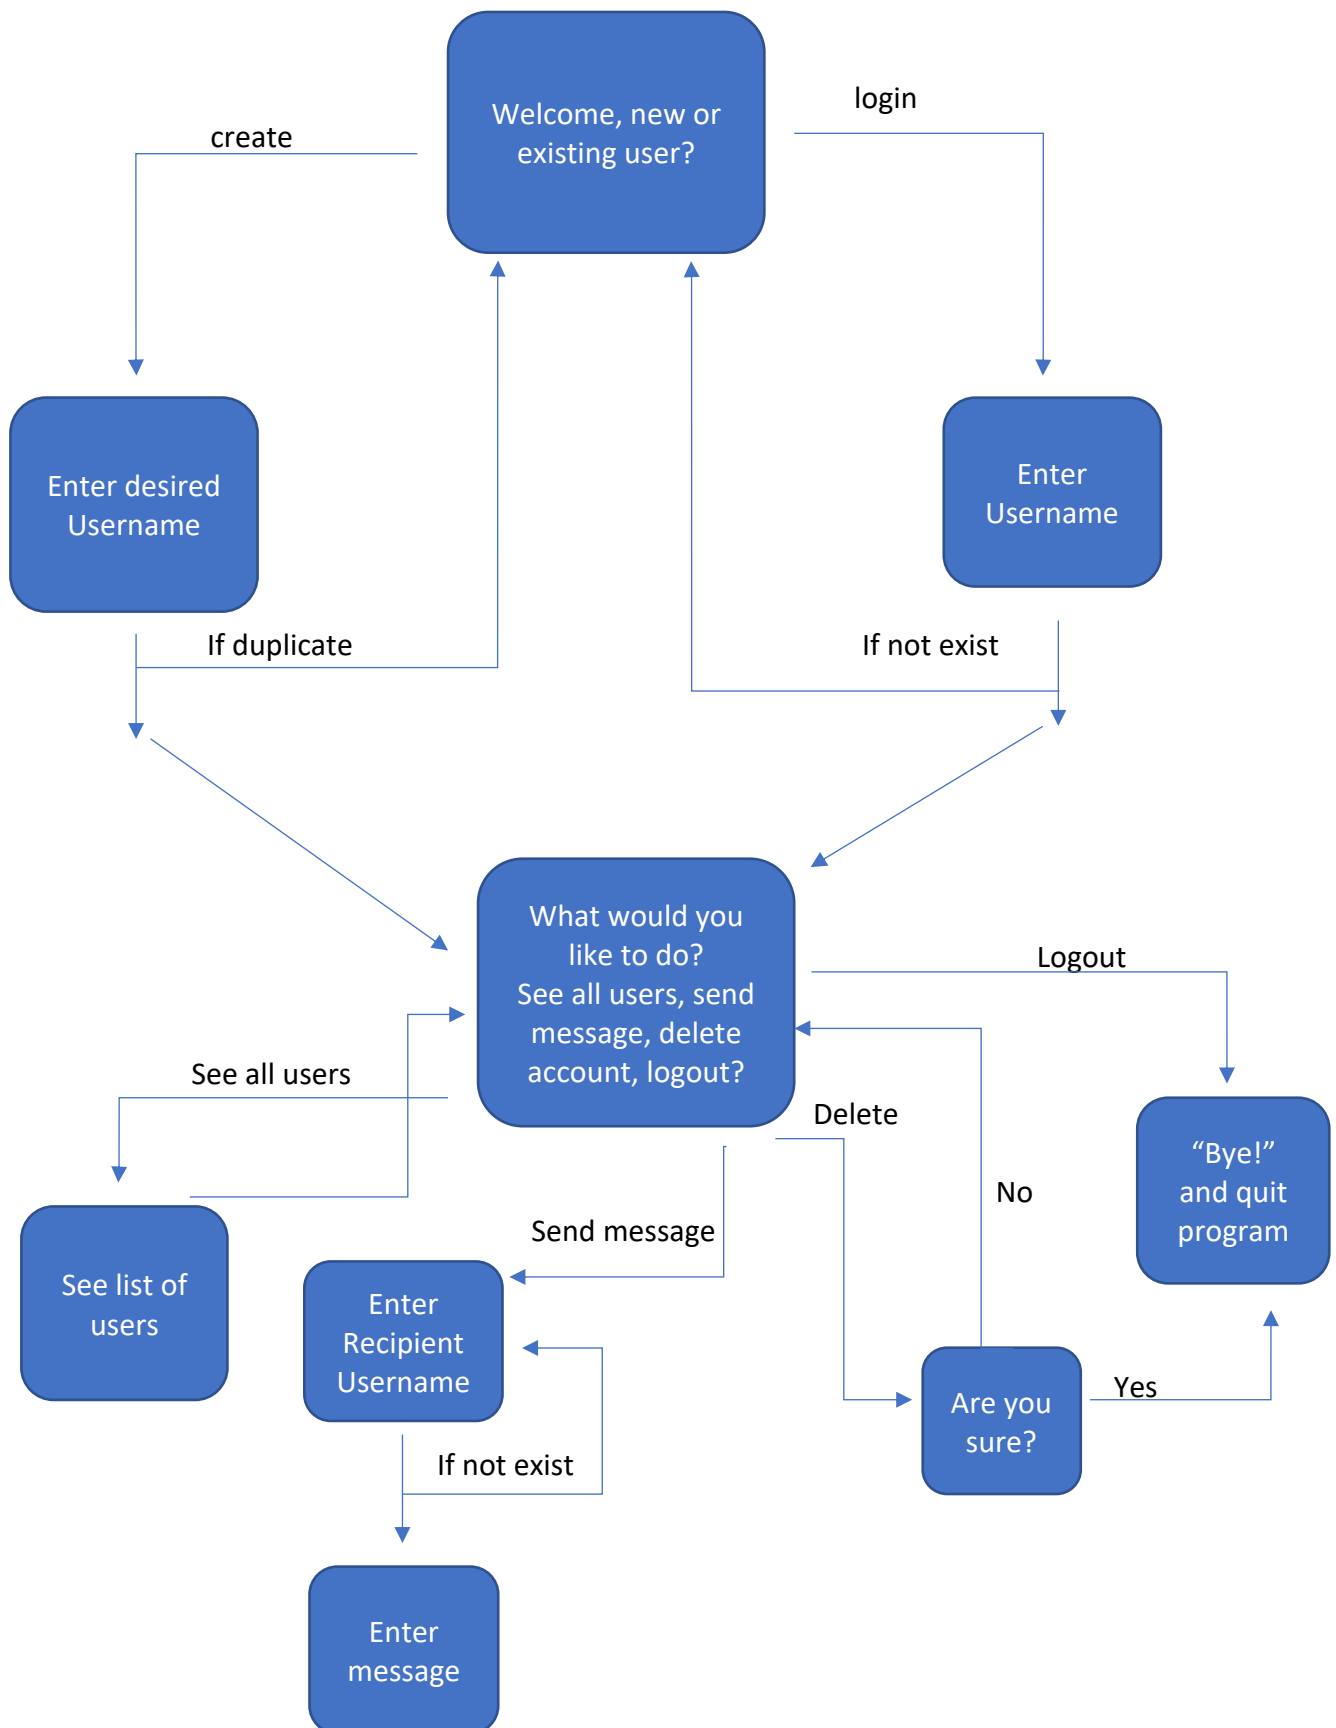 Welcome, new or
existing user?
login
create
Enter desired
Username
Enter
Username
If duplicate
If not exist
What would you
like to do?
See all users, send
message, delete
account, logout?
Logout
See all users
Delete
“Bye!”
and quit
program
No
Send message
See list of
users
Enter
Recipient
Username
Yes
Are you
sure?
If not exist
Enter
message